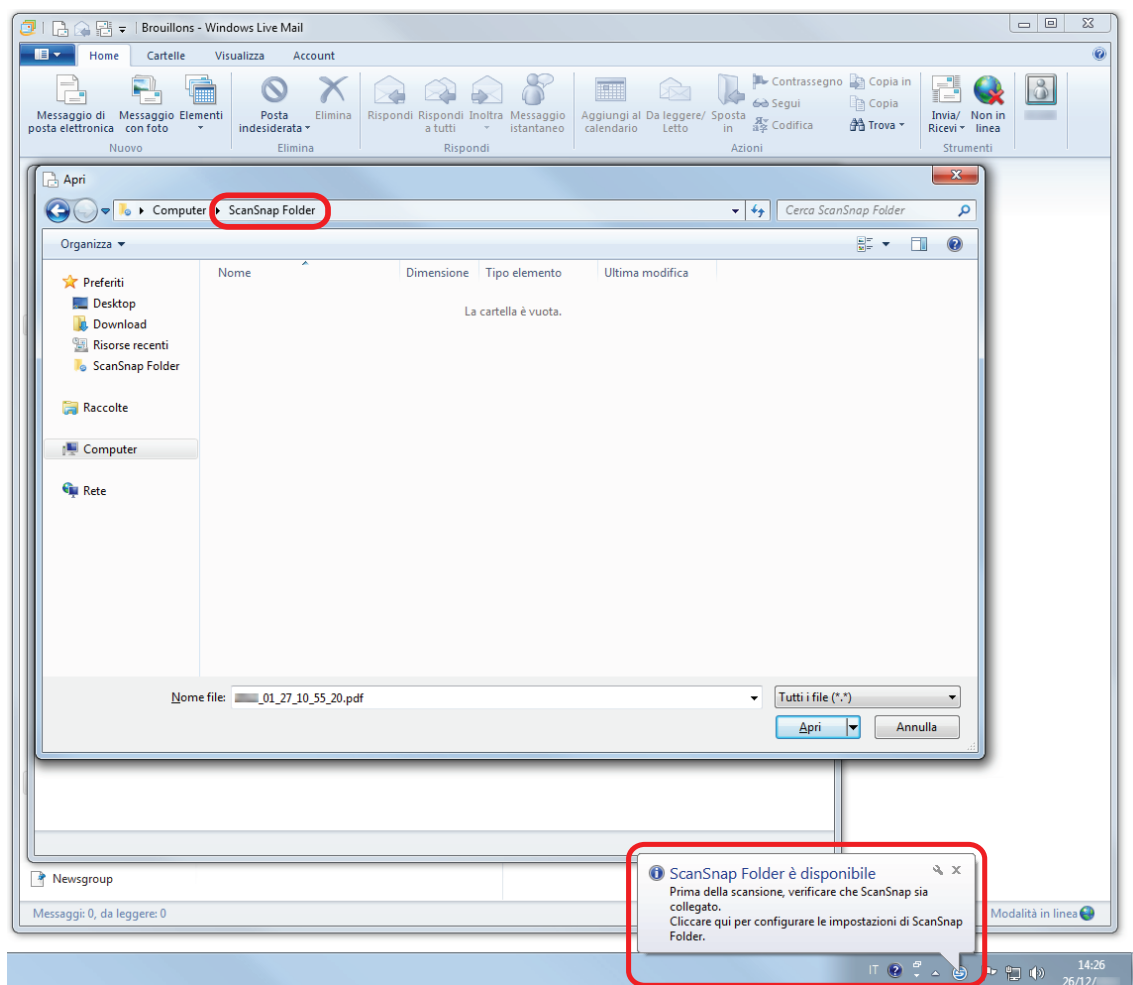 Brouillons - Windows Live Mail
Home Cartelle Visualizza Account
Messaggio di posta elettronica
Messaggio con foto
Elementi
Nuovo
Posta indesiderata
Elimina
Elimina
Rispondi
Rispondi a tutti
Inoltra
Messaggio istantaneo
Rispondi
Aggiungi al calendario
Da leggere/ Letto
Sposta in
Contrassegno
Segui
Codifica
Copia in
Copia
Trova
Azioni
Invia/ Ricevi
Non in linea
Strumenti
Apri
Computer ScanSnap Folder
Cerca ScanSnap Folder
Organizza
Nome Dimensione Tipo elemento Ultima modifica
La cartella è vuota.
Preferiti
Desktop
Download
Risorse recenti
ScanSnap Folder
Raccolte
Computer
Rete
Nome file: _01_27_10_55_20.pdf
Tutti i file (*.*)
Apri Annulla
Newsgroup
Messaggi: 0, da leggere: 0
Modalità in linea
ScanSnap Folder è disponibile
Prima della scansione, verificare che ScanSnap sia
collegato.
Cliccare qui per configurare le impostazioni di ScanSnap
Folder.
IT
14:26
26/12/